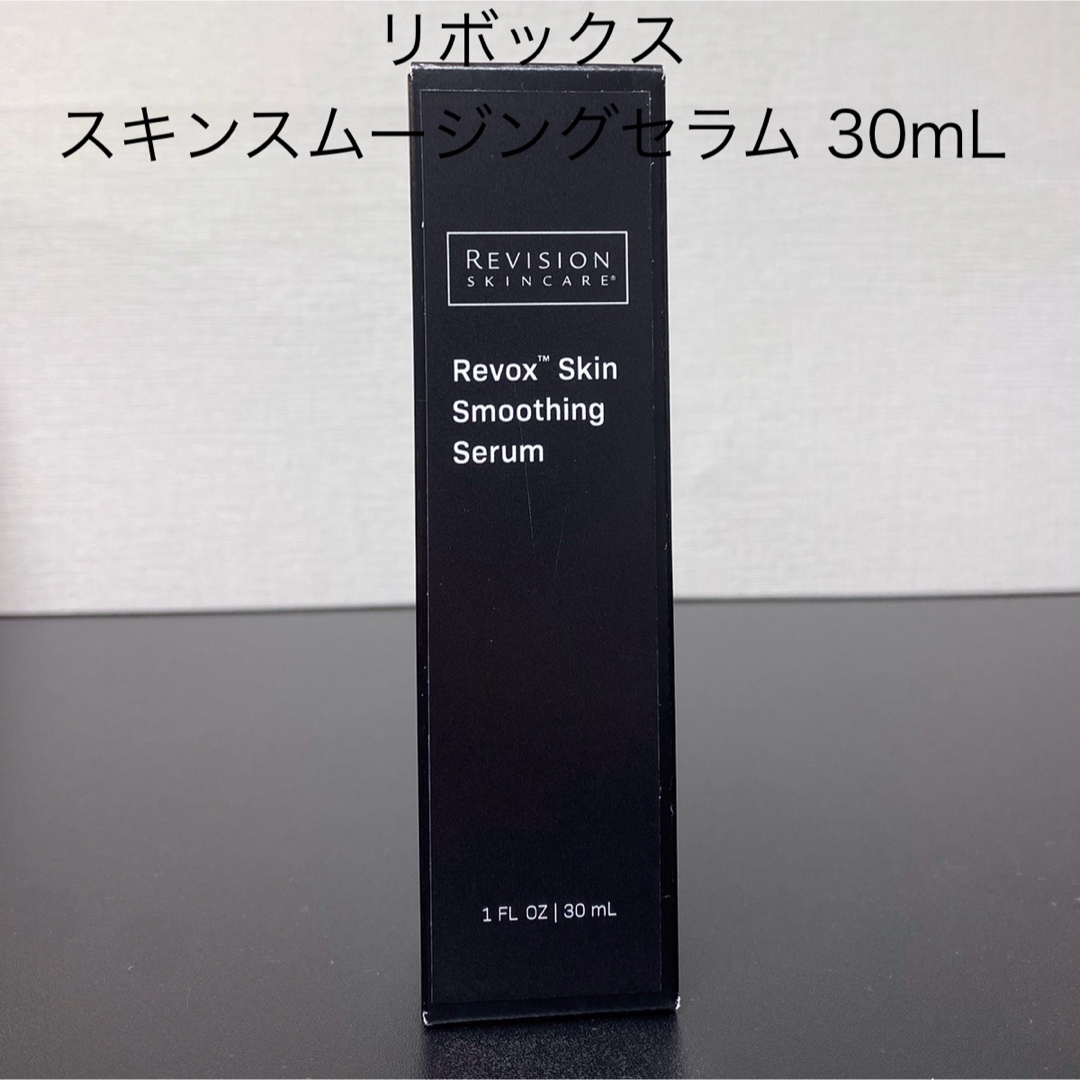 リボックス
スキンスムージングセラム 30mL
REVISION
SKINCARE®
Revox™ Skin
Smoothing
Serum
1 FL OZ | 30 mL